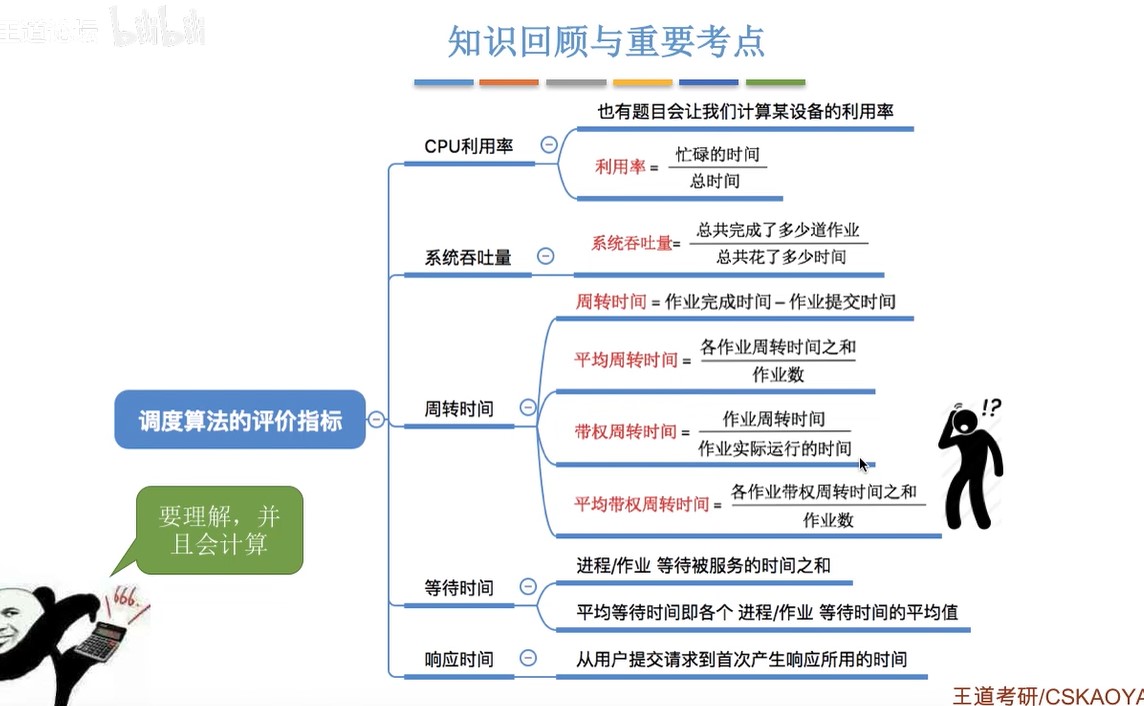 王道论坛 bilibili
知识回顾与重要考点
也有题目会让我们计算某设备的利用率
CPU利用率
利用率 = 忙碌的时间
总时间
系统吞吐量
系统吞吐量= 总共完成了多少道作业
总共花了多少时间
周转时间 = 作业完成时间 – 作业提交时间
平均周转时间 = 各作业周转时间之和
作业数
周转时间
带权周转时间 = 作业周转时间
作业实际运行的时间
平均带权周转时间 = 各作业带权周转时间之和
作业数
调度算法的评价指标
!?
要理解，并
且会计算
666..
等待时间
进程/作业 等待被服务的时间之和
平均等待时间即各个 进程/作业 等待时间的平均值
响应时间
从用户提交请求到首次产生响应所用的时间
王道考研/CSKAOYA